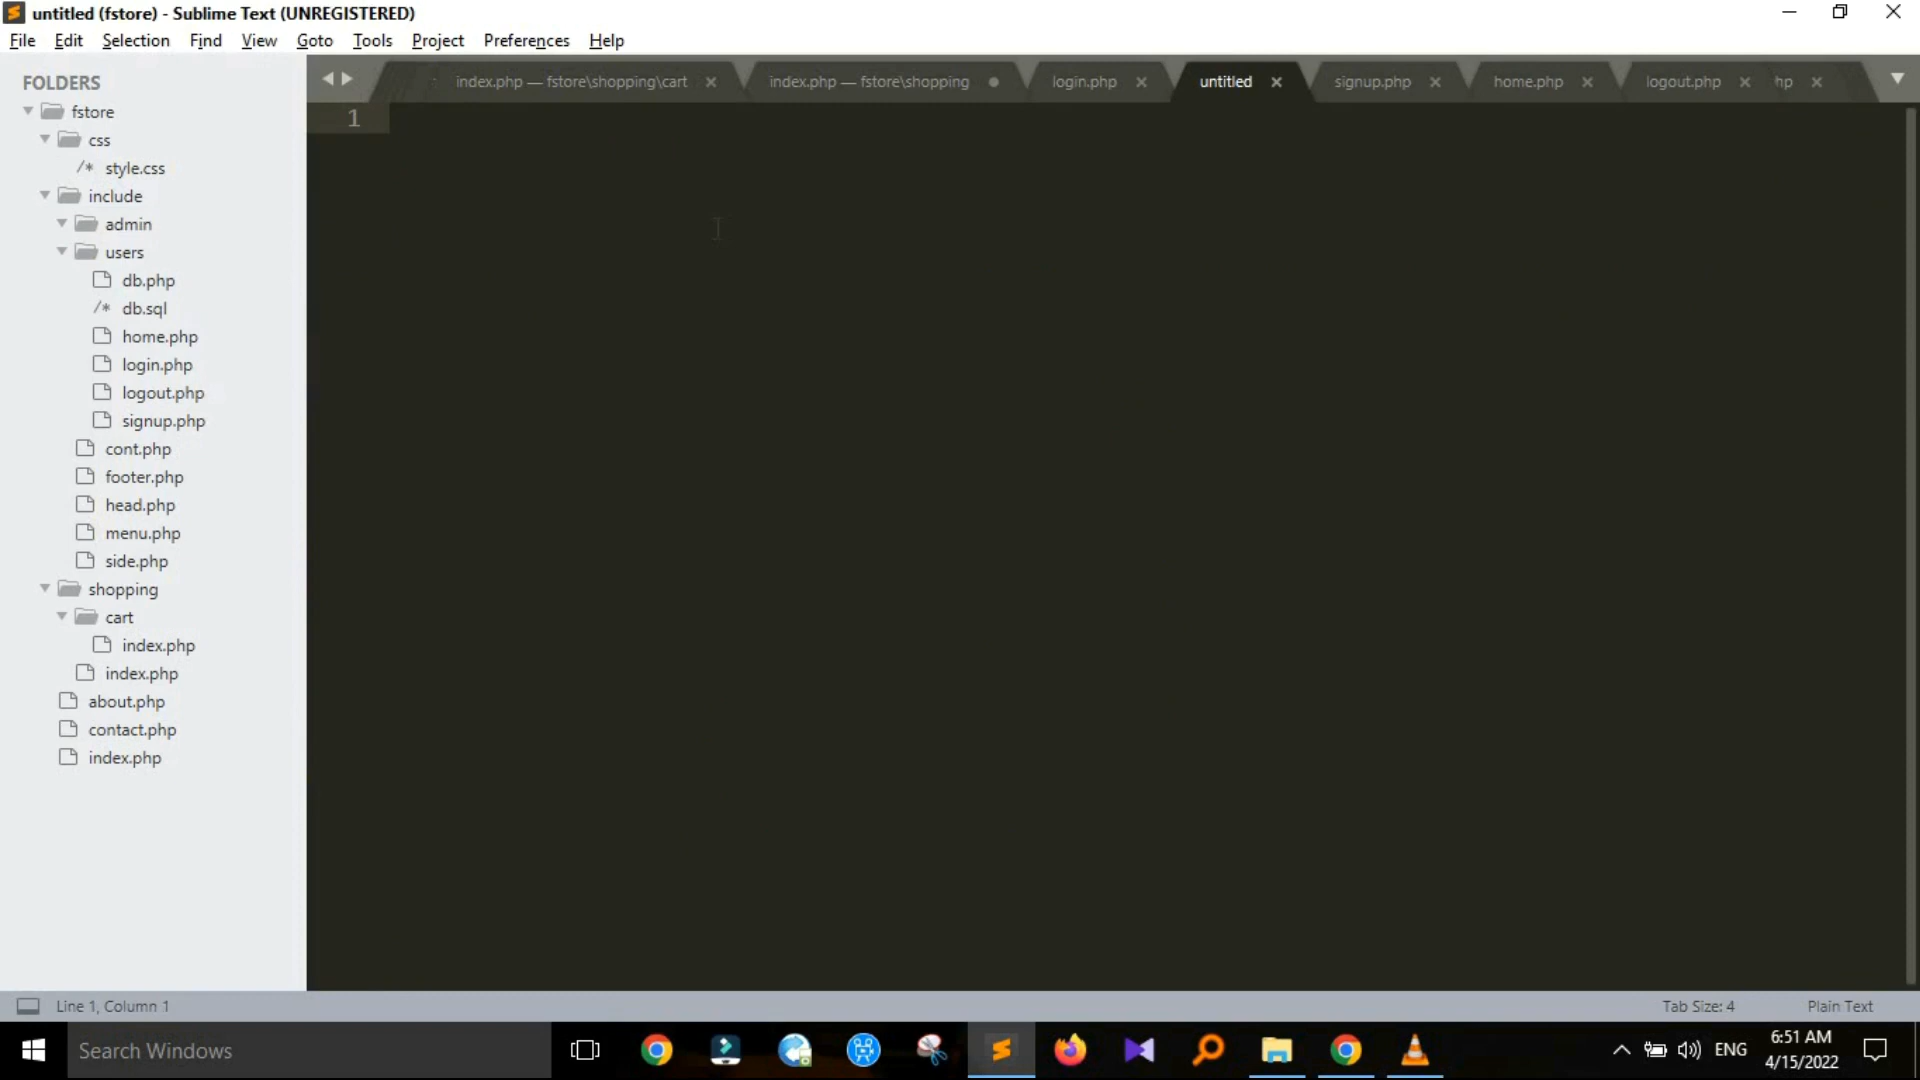 untitled (fstore) - Sublime Text (UNREGISTERED)
File Edit Selection Find View Goto Tools Project Preferences Help
FOLDERS
fstore
css
/* style.css
include
admin
users
db.php
/* db.sql
home.php
login.php
logout.php
signup.php
cont.php
footer.php
head.php
menu.php
side.php
shopping
cart
index.php
index.php
about.php
contact.php
index.php
index.php — fstore\shopping\cart index.php — fstore\shopping login.php untitled signup.php home.php logout.php hp
1
Line 1, Column 1 Tab Size: 4 Plain Text
Search Windows ENG 6:51 AM
4/15/2022